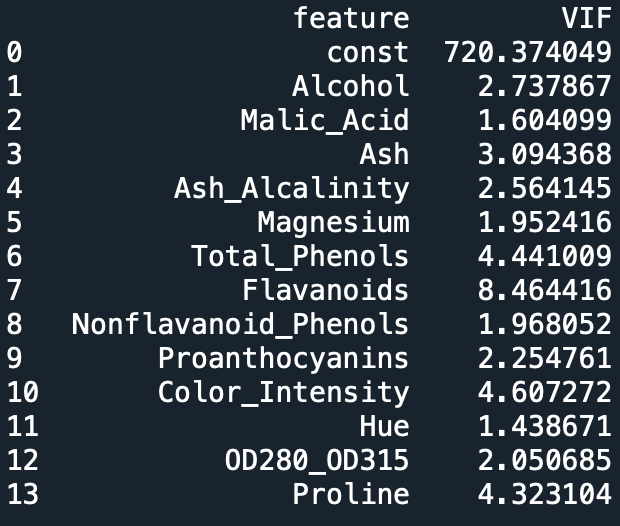 feature VIF
0 const 720.374049
1 Alcohol 2.737867
2 Malic_Acid 1.604099
3 Ash 3.094368
4 Ash_Alcalinity 2.564145
5 Magnesium 1.952416
6 Total_Phenols 4.441009
7 Flavanoids 8.464416
8 Nonflavanoid_Phenols 1.968052
9 Proanthocyanins 2.254761
10 Color_Intensity 4.607272
11 Hue 1.438671
12 OD280_OD315 2.050685
13 Proline 4.323104